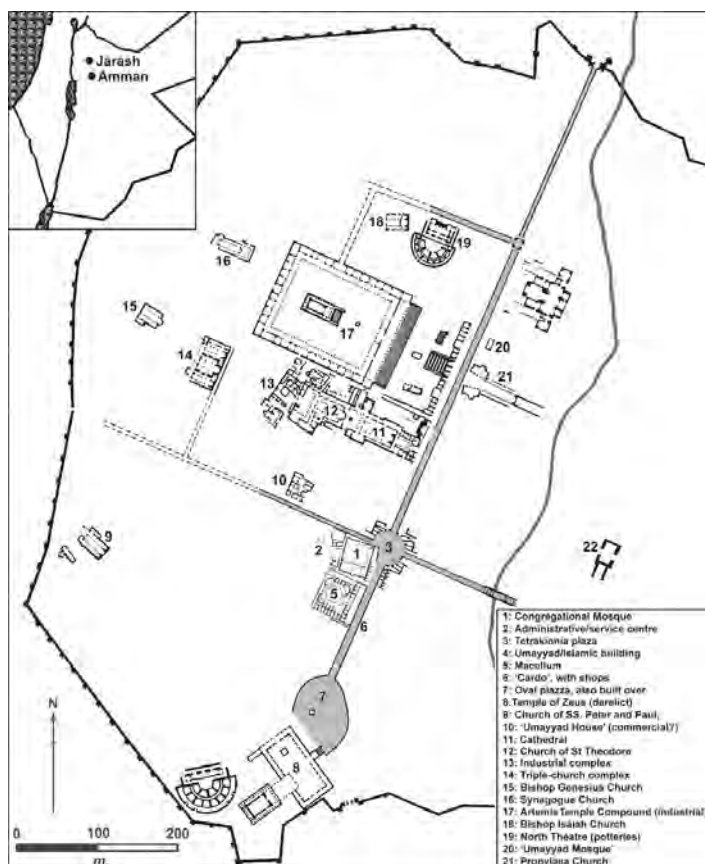 Jarash
Amman
18
19
16
17
15
20
14
21
13
12
11
10
9
2
1
3
22
5
6
7
8
N
0 100 200
m.
1: Congregational Mosque
2: Administrative/service centre
3: Tetrakionia plaza
4: Umayyad/Islamic building
5: Macellum
6: 'Cardo', with shops
7: Oval piazza, also built over
8: Temple of Zeus (derelict)
9: Church of SS. Peter and Paul,
10: 'Umayyad House' (commercial?)
11: Cathedral
12: Church of St Theodore
13: Industrial complex
14: Triple-church complex
15: Bishop Genesius Church
16: Synagogue Church
17: Artemis Temple Compound (industrial)
18: Bishop Isaiah Church
19: North Theatre (potteries)
20: 'Umayyad Mosque'
21: Propylaea Church